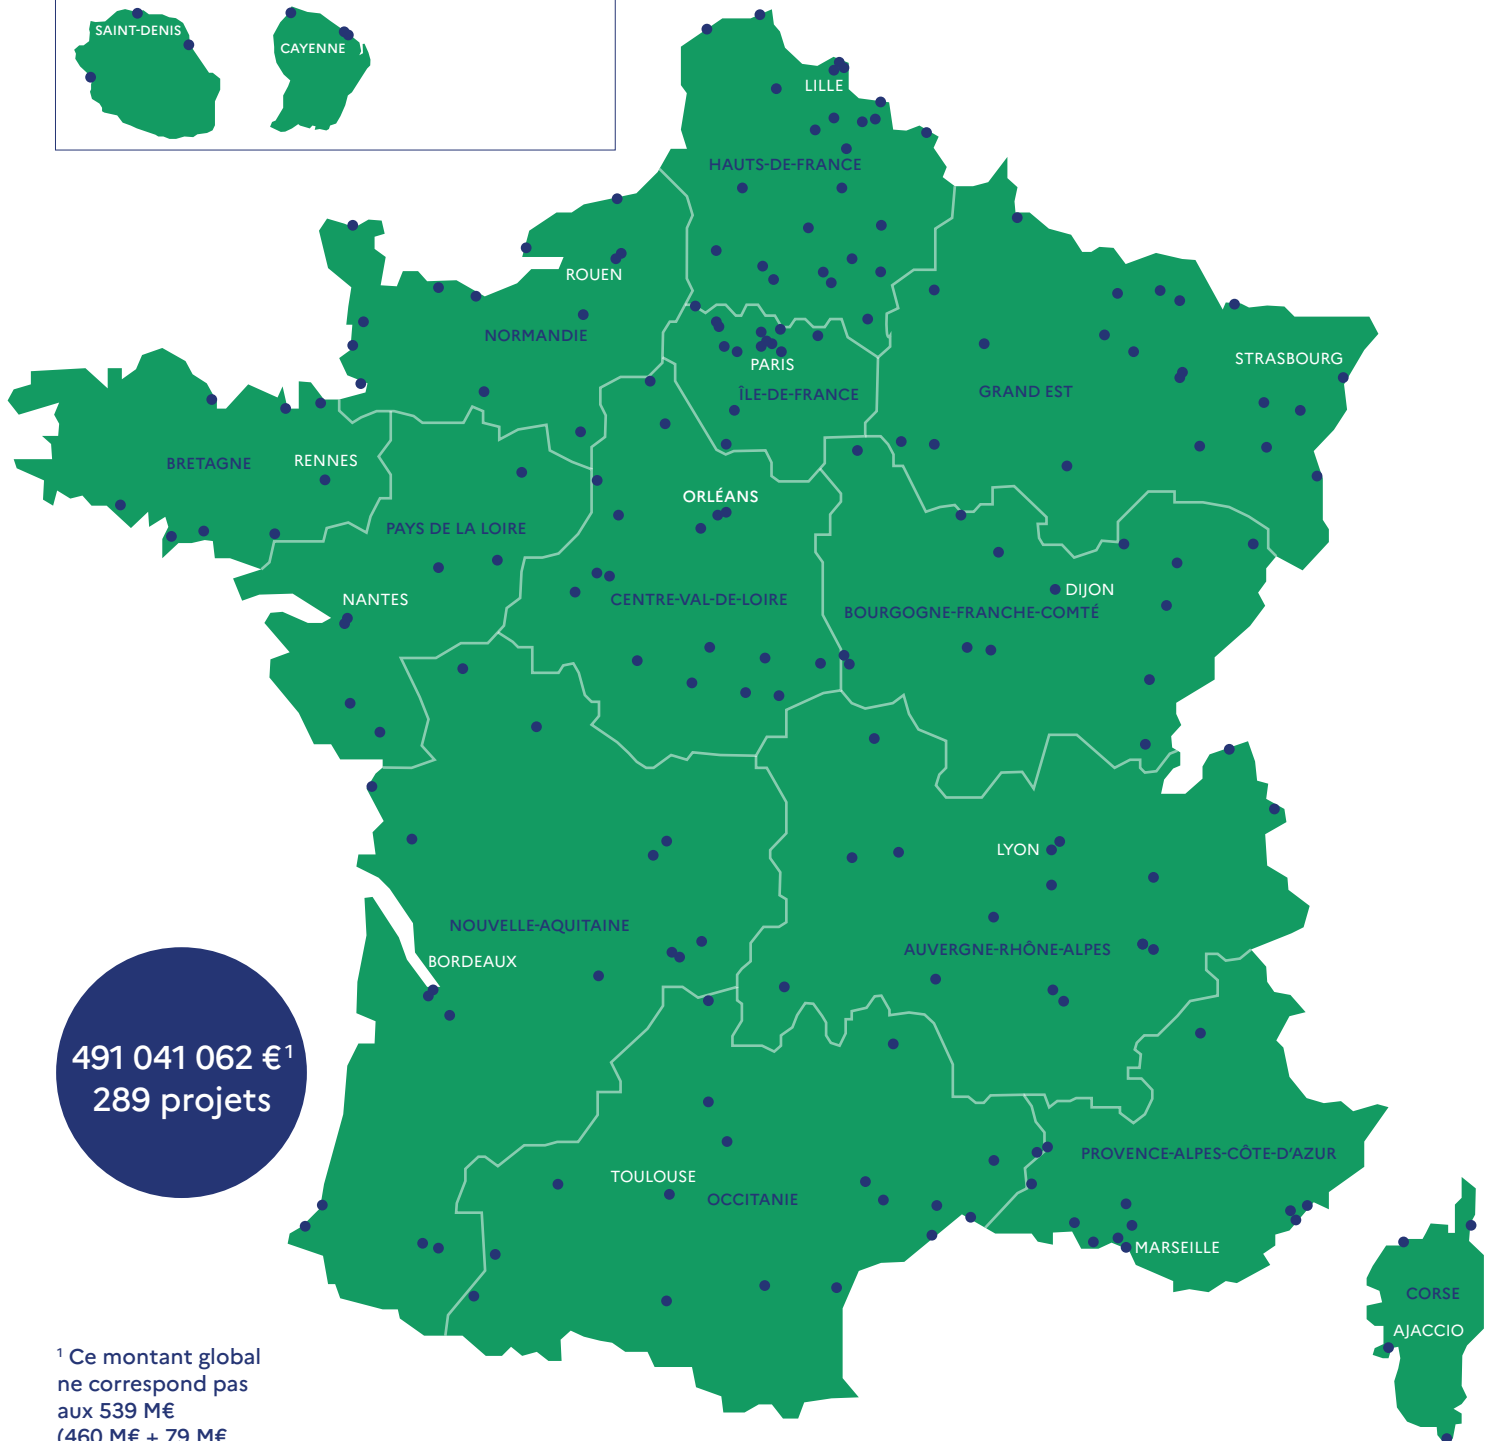 SAINT-DENIS
CAYENNE
LILLE
HAUTS-DE-FRANCE
ROUEN
NORMANDIE
PARIS
ÎLE-DE-FRANCE
GRAND EST
STRASBOURG
BRETAGNE
RENNES
ORLÉANS
PAYS DE LA LOIRE
NANTES
CENTRE-VAL-DE-LOIRE
DIJON
BOURGOGNE-FRANCHE-COMTÉ
LYON
NOUVELLE-AQUITAINE
BORDEAUX
AUVERGNE-RHÔNE-ALPES
491 041 062 €¹
289 projets
TOULOUSE
OCCITANIE
PROVENCE-ALPES-CÔTE-D'AZUR
MARSEILLE
CORSE
AJACCIO
¹ Ce montant global
ne correspond pas
aux 539 M€
(460 M€ + 79 M€